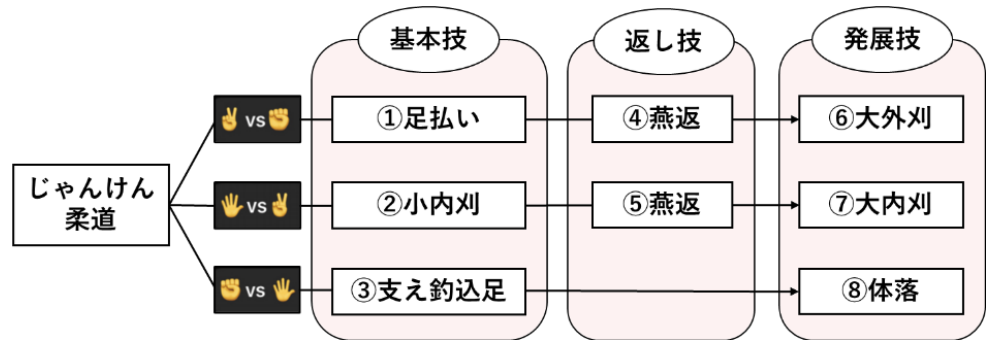 基本技
返し技
発展技
vs
①足払い
④燕返
⑥大外刈
じゃんけん
柔道
vs
②小内刈
⑤燕返
⑦大内刈
vs
③支え釣込足
⑧体落